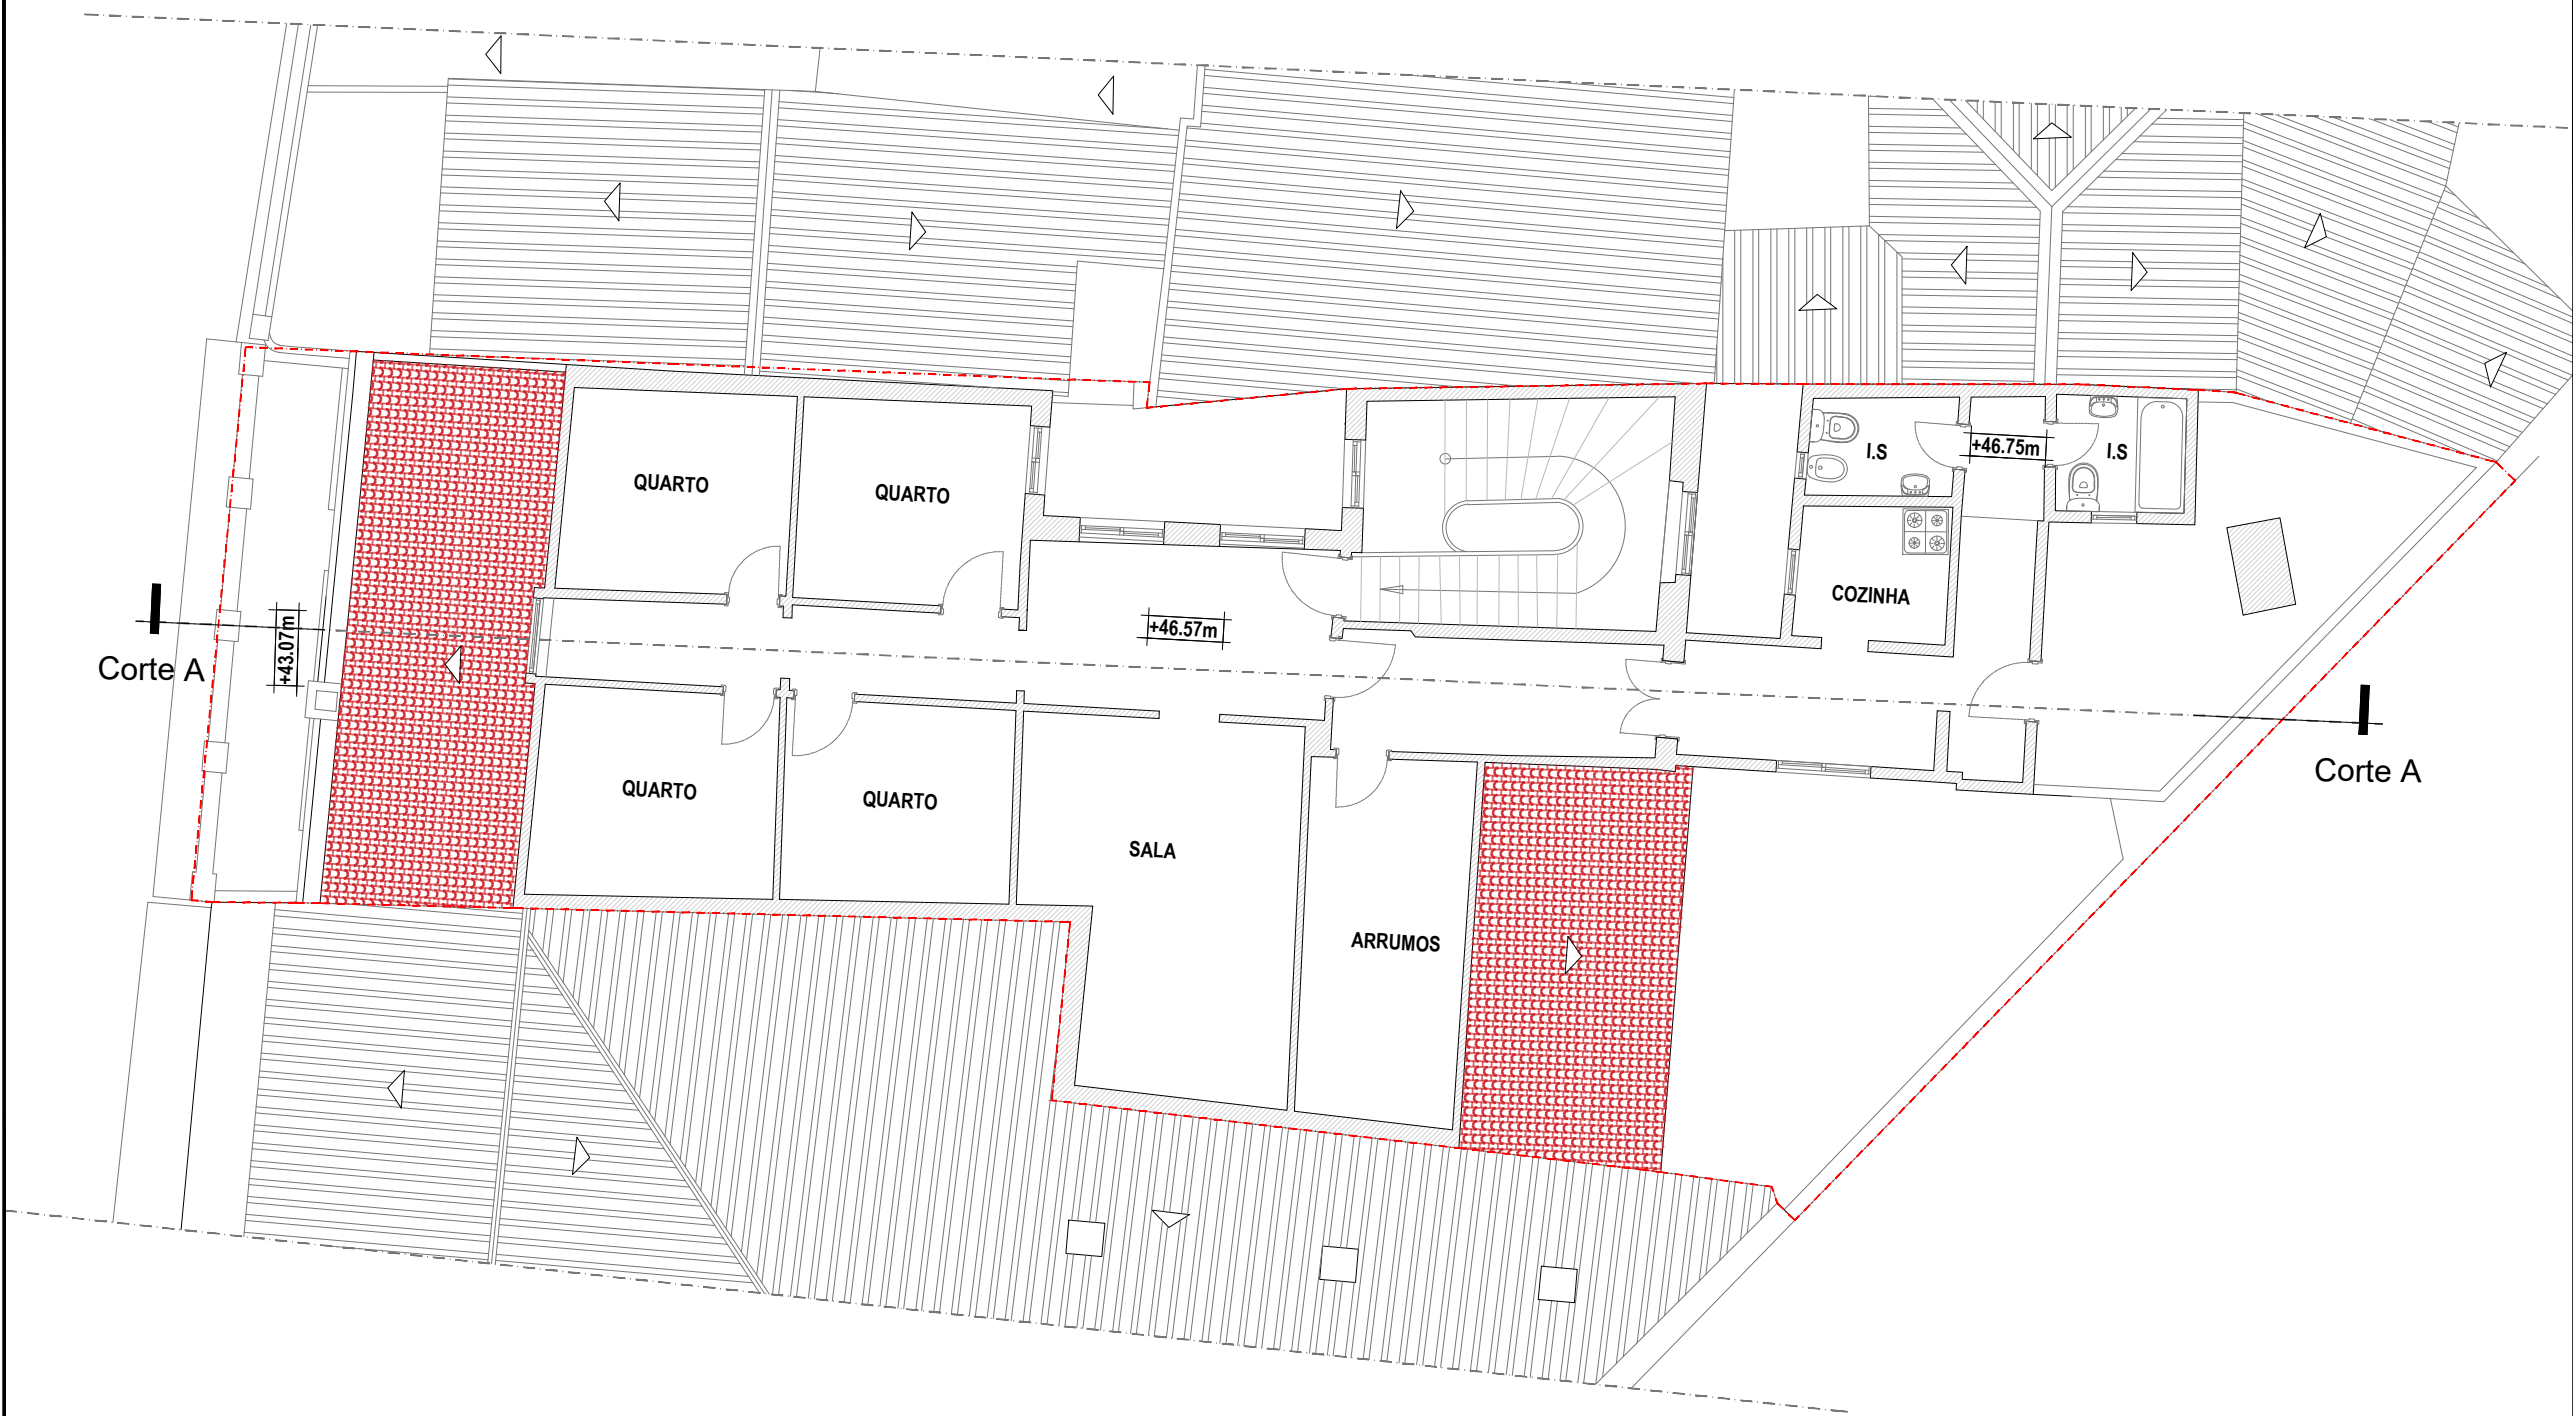 I.S
+46.75m
I.S
QUARTO
QUARTO
COZINHA
+46.57m
+43.07m
Corte A
Corte A
QUARTO
QUARTO
SALA
ARRUMOS